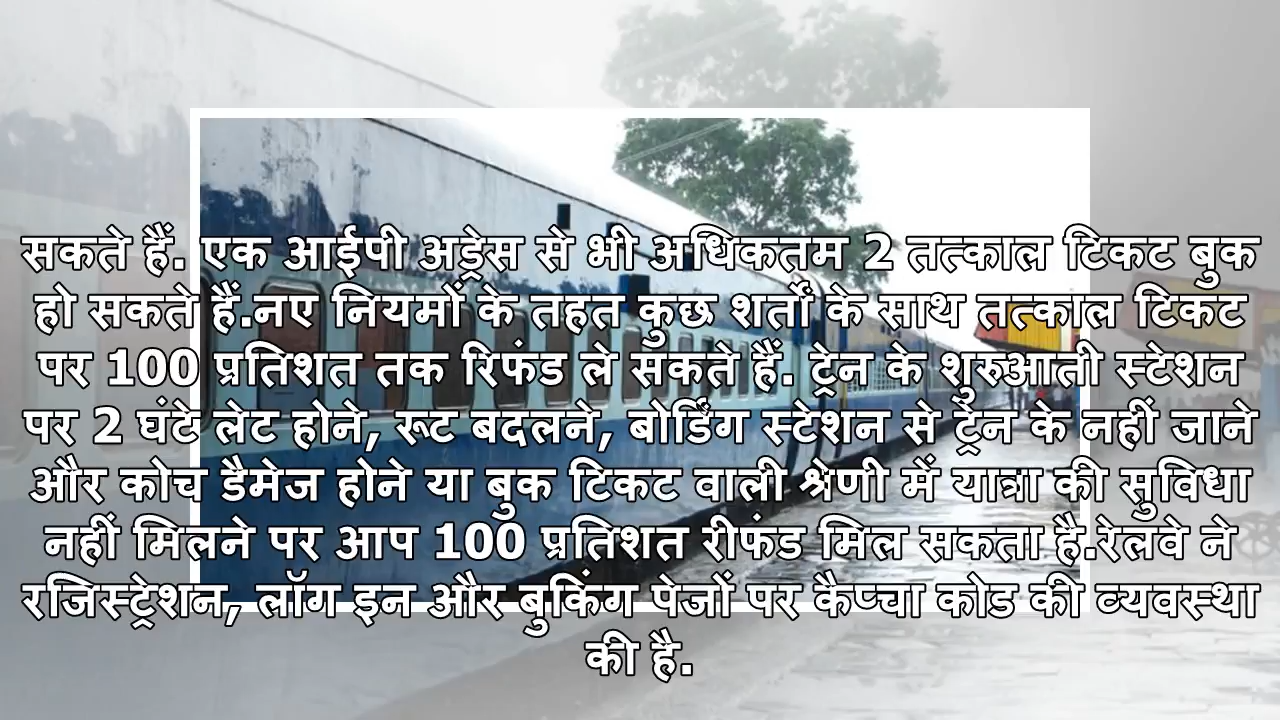 सकते हैं. एक आईपी अड्रेस से भी अधिकतम 2 तत्काल टिकट बुक
हो सकते हैं.नए नियमों के तहत कुछ शर्तों के साथ तत्काल टिकट
पर 100 प्रतिशत तक रिफंड ले सकते हैं. ट्रेन के शुरुआती स्टेशन
पर 2 घंटे लेट होने, रूट बदलने, बोर्डिंग स्टेशन से ट्रेन के नहीं जाने
और कोच डैमेज होने या बुक टिकट वाली श्रेणी में यात्रा की सुविधा
नहीं मिलने पर आप 100 प्रतिशत रीफंड मिल सकता है.रेलवे ने
रजिस्ट्रेशन, लॉग इन और बुकिंग पेजों पर कैप्चा कोड की व्यवस्था
की है.